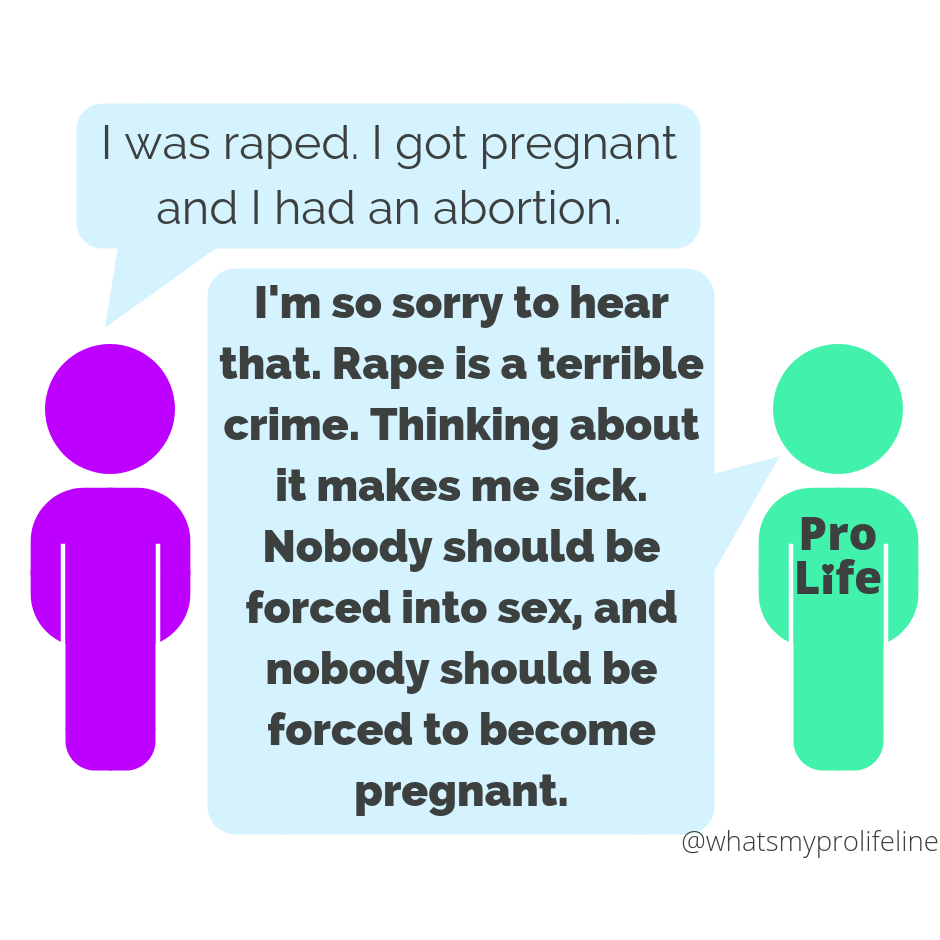 I was raped. I got pregnant
and I had an abortion.
I'm so sorry to hear
that. Rape is a terrible
crime. Thinking about
it makes me sick.
Nobody should be
forced into sex, and
nobody should be
forced to become
pregnant.
Pro
Life
@whatsmyprolifeline